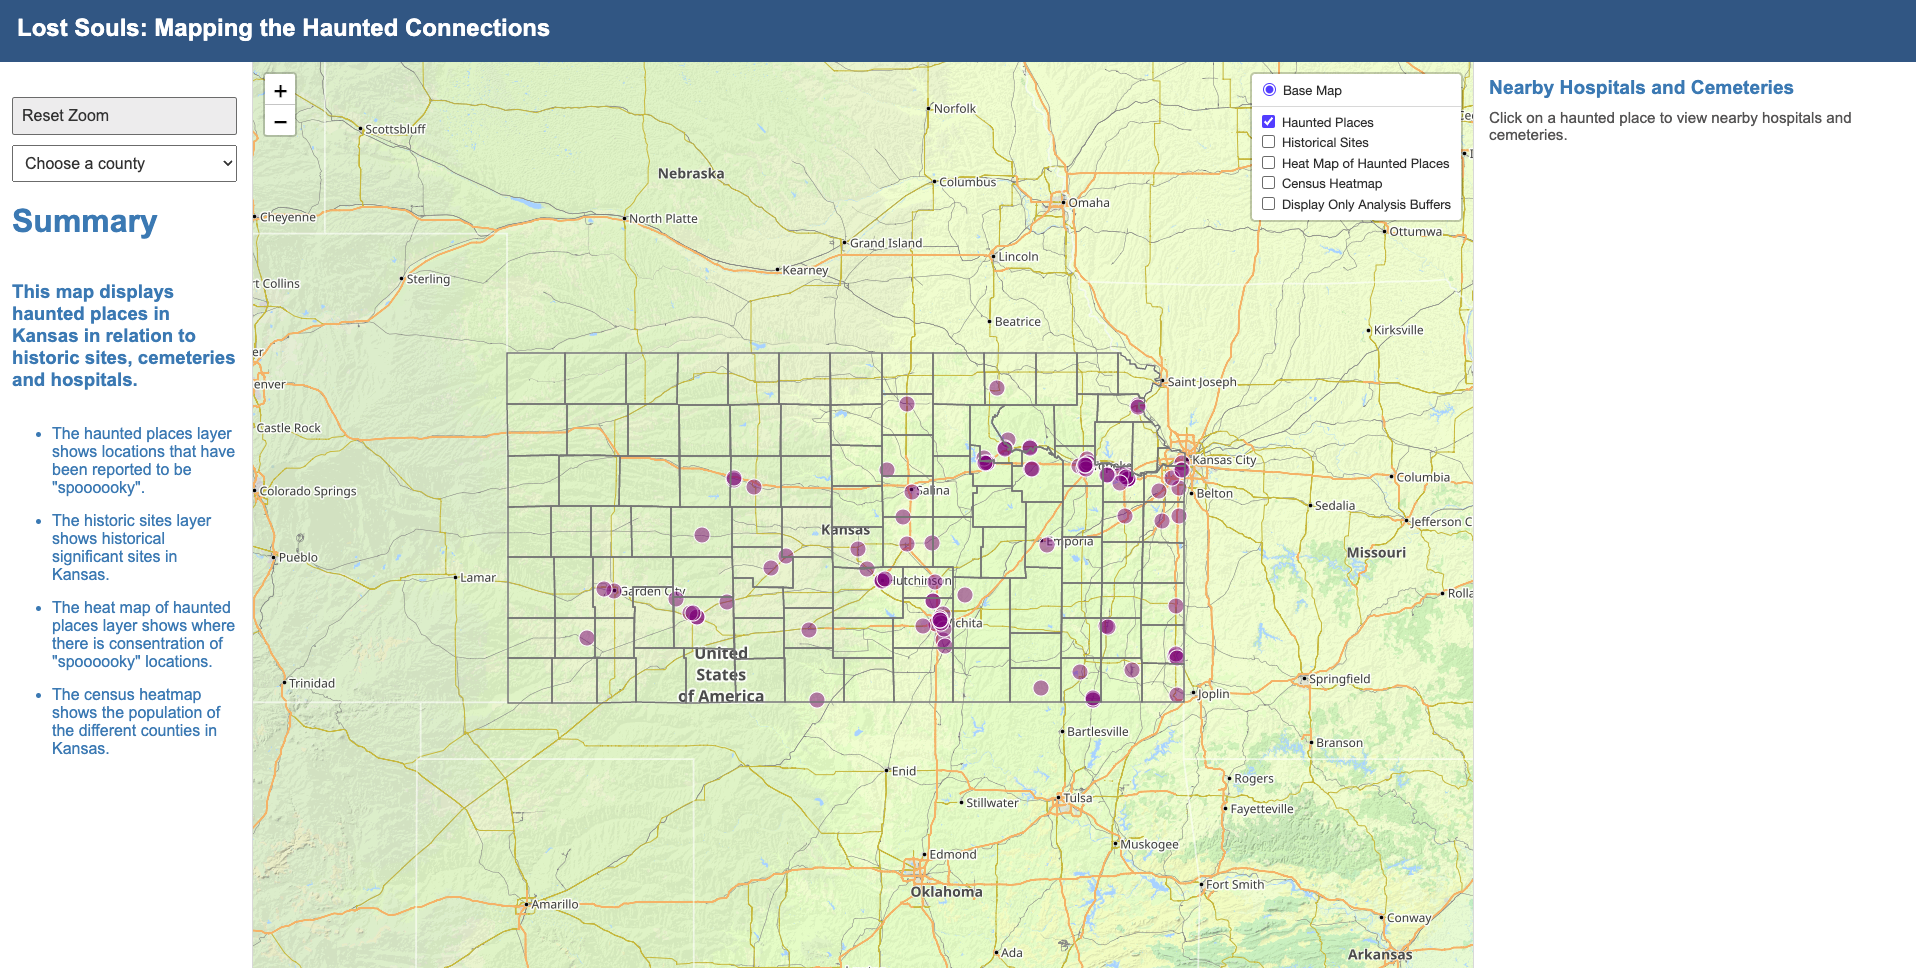 Lost Souls: Mapping the Haunted Connections
Reset Zoom
Choose a county
Summary
This map displays
haunted places in
Kansas in relation to
historic sites, cemeteries
and hospitals.
The haunted places layer
shows locations that have
been reported to be
"spoooooky".
The historic sites layer
shows historical
significant sites in
Kansas.
The heat map of haunted
places layer shows where
there is consentration of
"spoooooky" locations.
The census heatmap
shows the population of
the different counties in
Kansas.
+
−
Base Map
Haunted Places
Historical Sites
Heat Map of Haunted Places
Census Heatmap
Display Only Analysis Buffers
Norfolk
Scottsbluff
Nebraska
Columbus
Omaha
Cheyenne
North Platte
Ottumwa
Grand Island
Lincoln
Kearney
Sterling
rt Collins
Beatrice
Kirksville
er
enver
Saint Joseph
Castle Rock
Kansas City
Columbia
Colorado Springs
Salina
Belton
Sedalia
Jefferson C
Kansas
Emporia
Missouri
Pueblo
Lamar
Hutchinson
Garden City
Rolla
chita
United
States
of America
Trinidad
Springfield
Joplin
Bartlesville
Branson
Enid
Rogers
Stillwater
Tulsa
Fayetteville
Muskogee
Edmond
Oklahoma
Fort Smith
Amarillo
Conway
Ada
Arkansas
Nearby Hospitals and Cemeteries
Click on a haunted place to view nearby hospitals and
cemeteries.